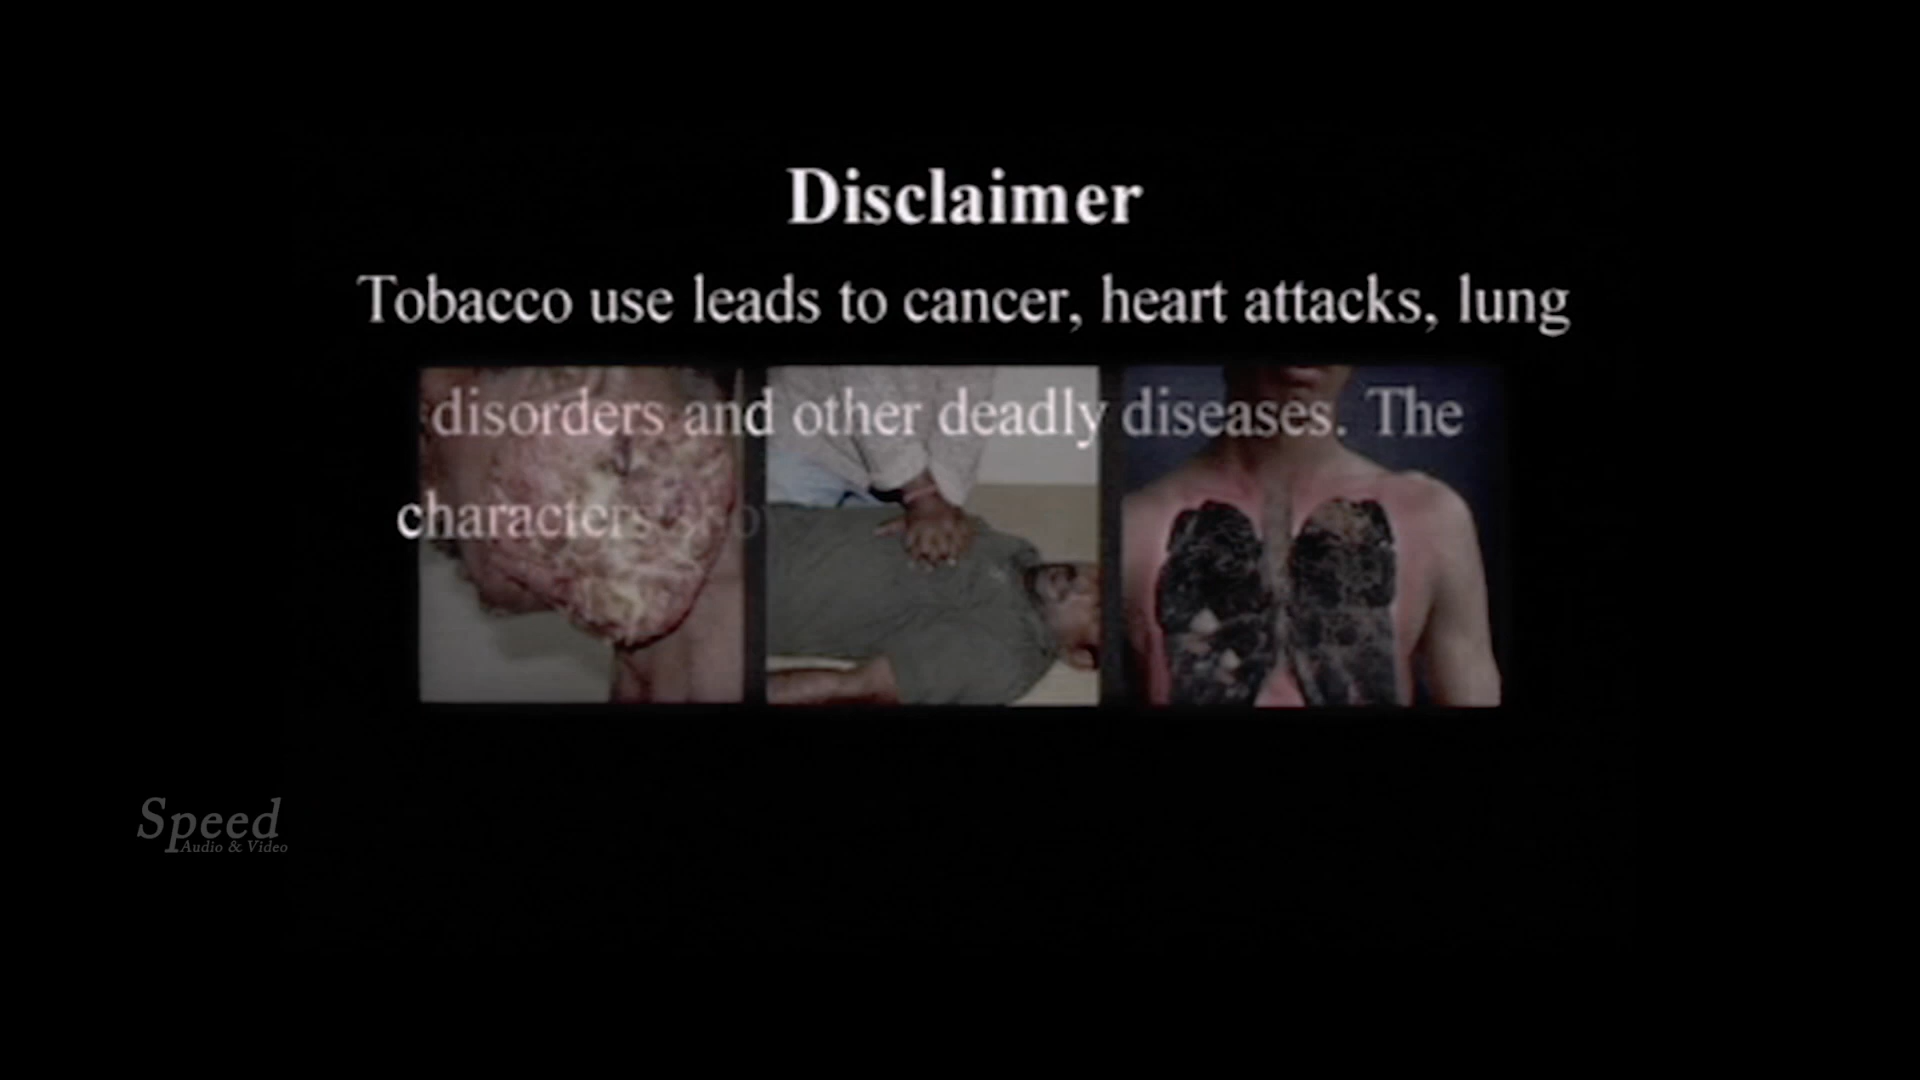 Disclaimer
Tobacco use leads to cancer, heart attacks, lung
disorders and other deadly diseases. The
characters
Speed
Audio & Video